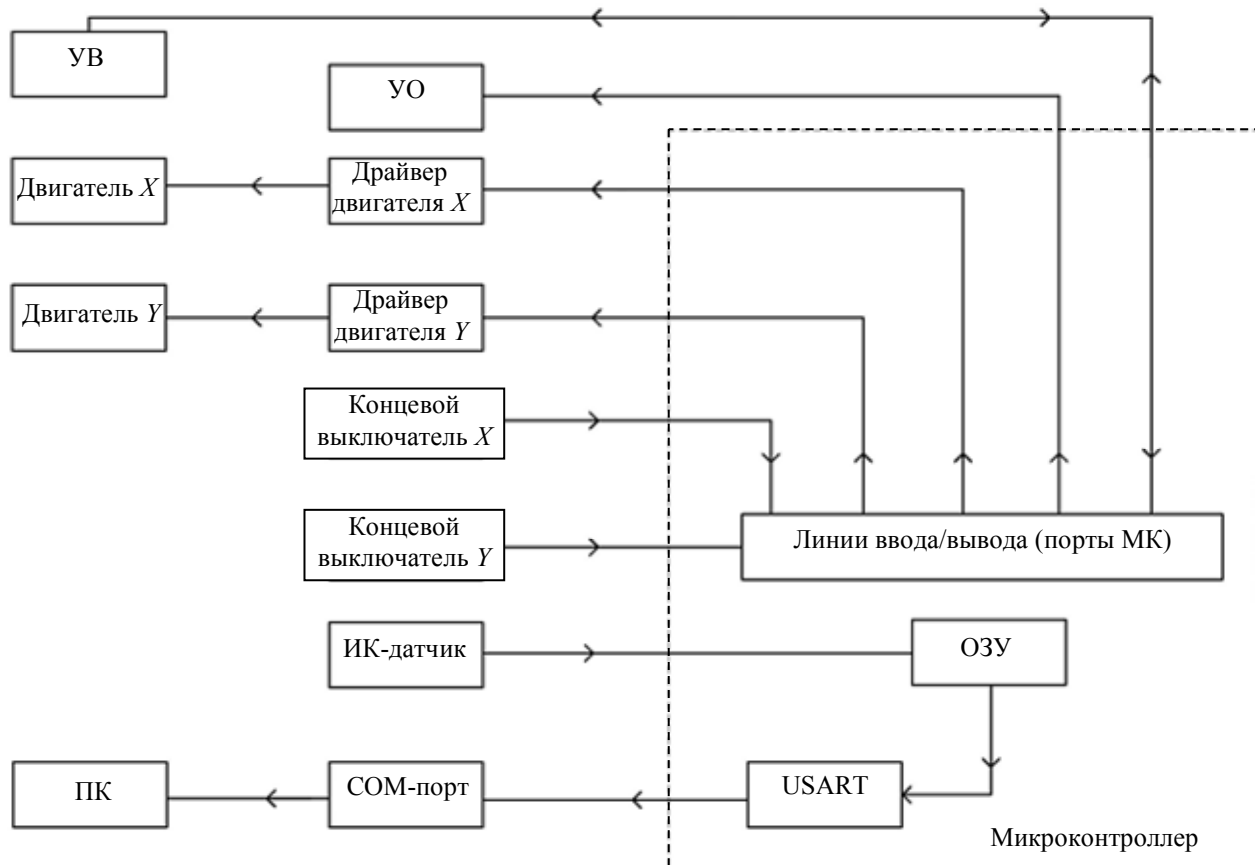 УВ
УО
Двигатель X
Драйвер
двигателя X
Двигатель Y
Драйвер
двигателя Y
Концевой
выключатель X
Концевой
выключатель Y
Линии ввода/вывода (порты МК)
ИК-датчик
ОЗУ
ПК
COM-порт
USART
Микроконтроллер